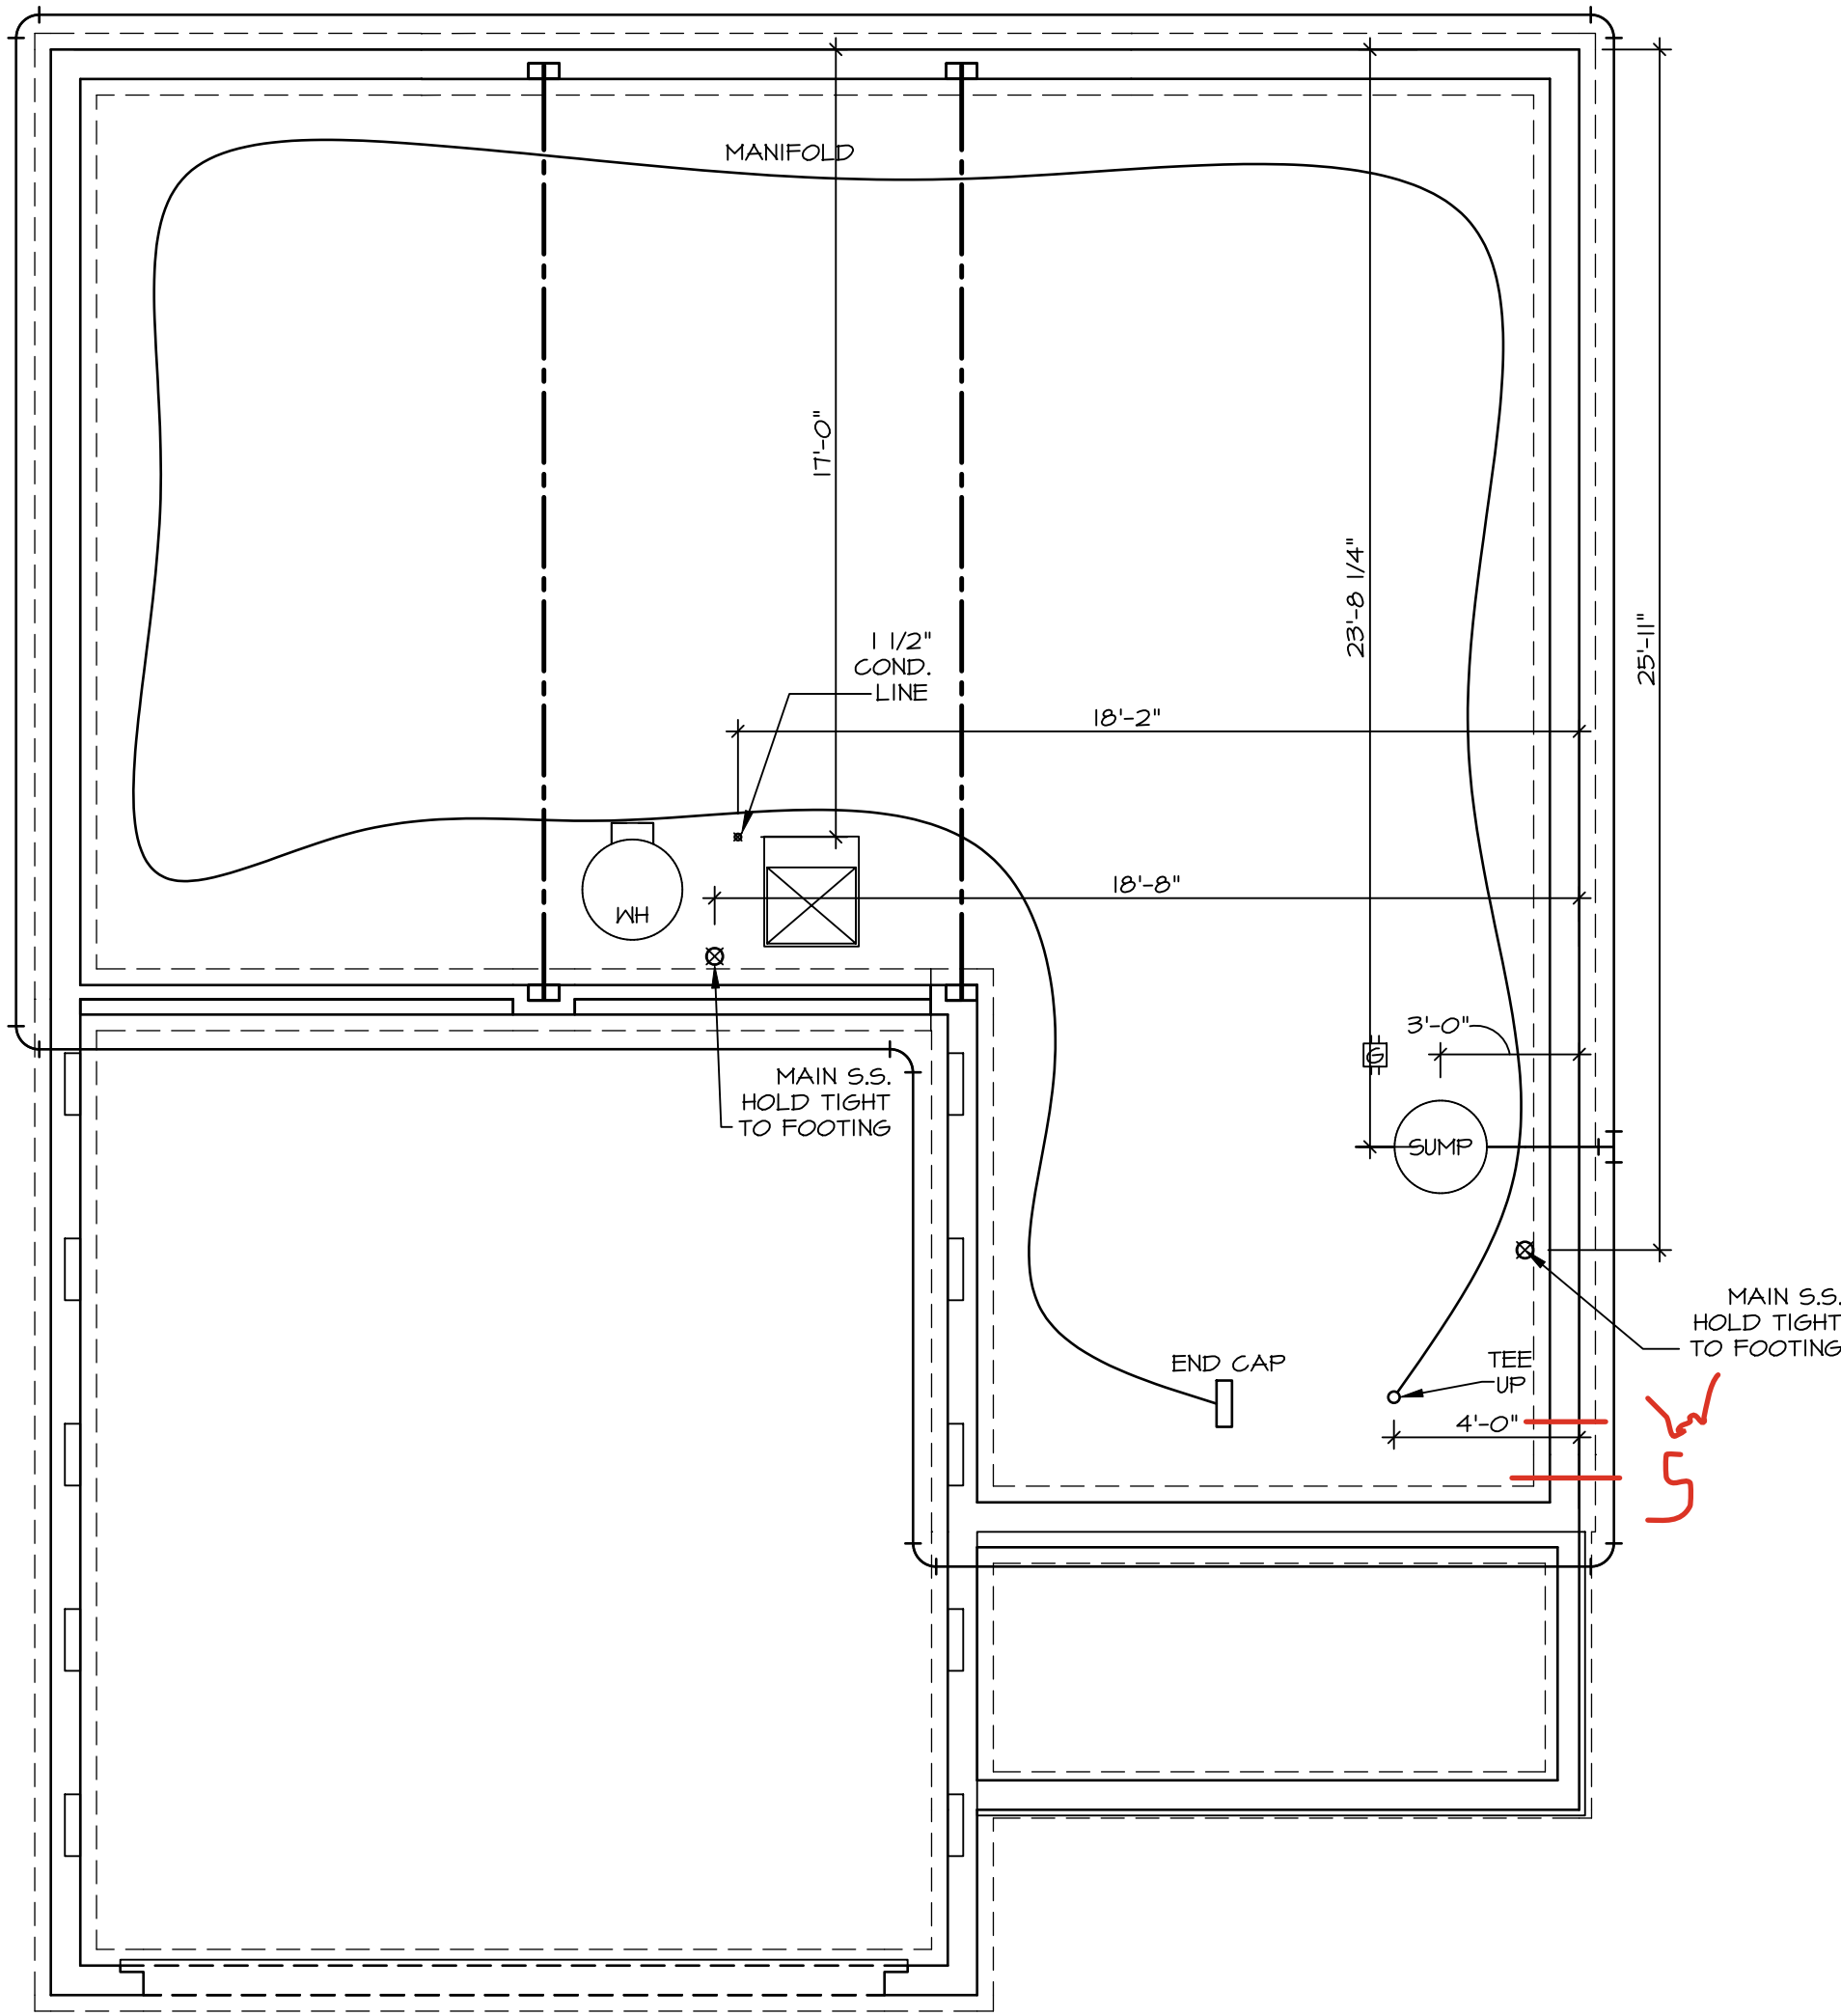 MANIFOLD
17'-0"
1 1/2"
COND.
LINE
23'-8 1/4"
25'-11"
18'-2"
18'-8"
WH
3'-0"
G
MAIN S.S.
HOLD TIGHT
TO FOOTING
SUMP
MAIN S.S.
HOLD TIGHT
TO FOOTING
END CAP
TEE
UP
4'-0"
W
S